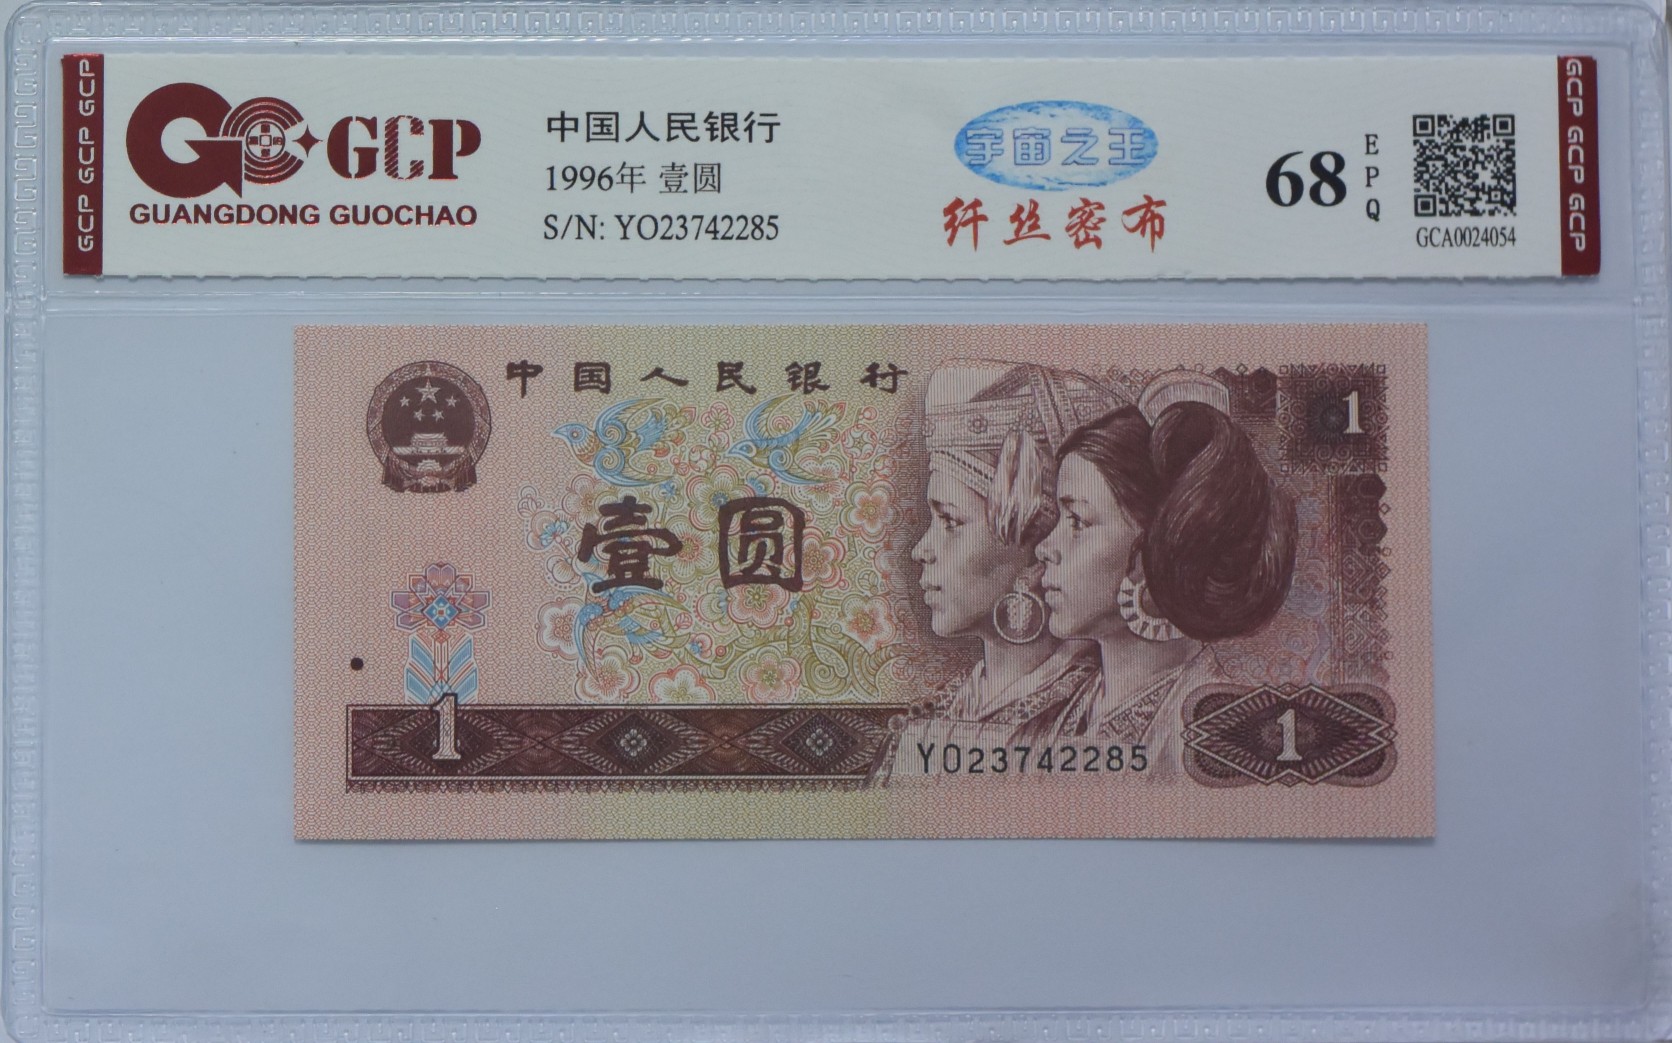 GCP GCP GCP
GCP
GUANGDONG GUOCHAO
中国人民银行
1996年 壹圆
S/N: YO23742285
宇宙之王
纤丝密布
68
EPQ
GCA0024054
GCP GCP GCP
中国人民银行
1
壹圆
1
YO23742285
1